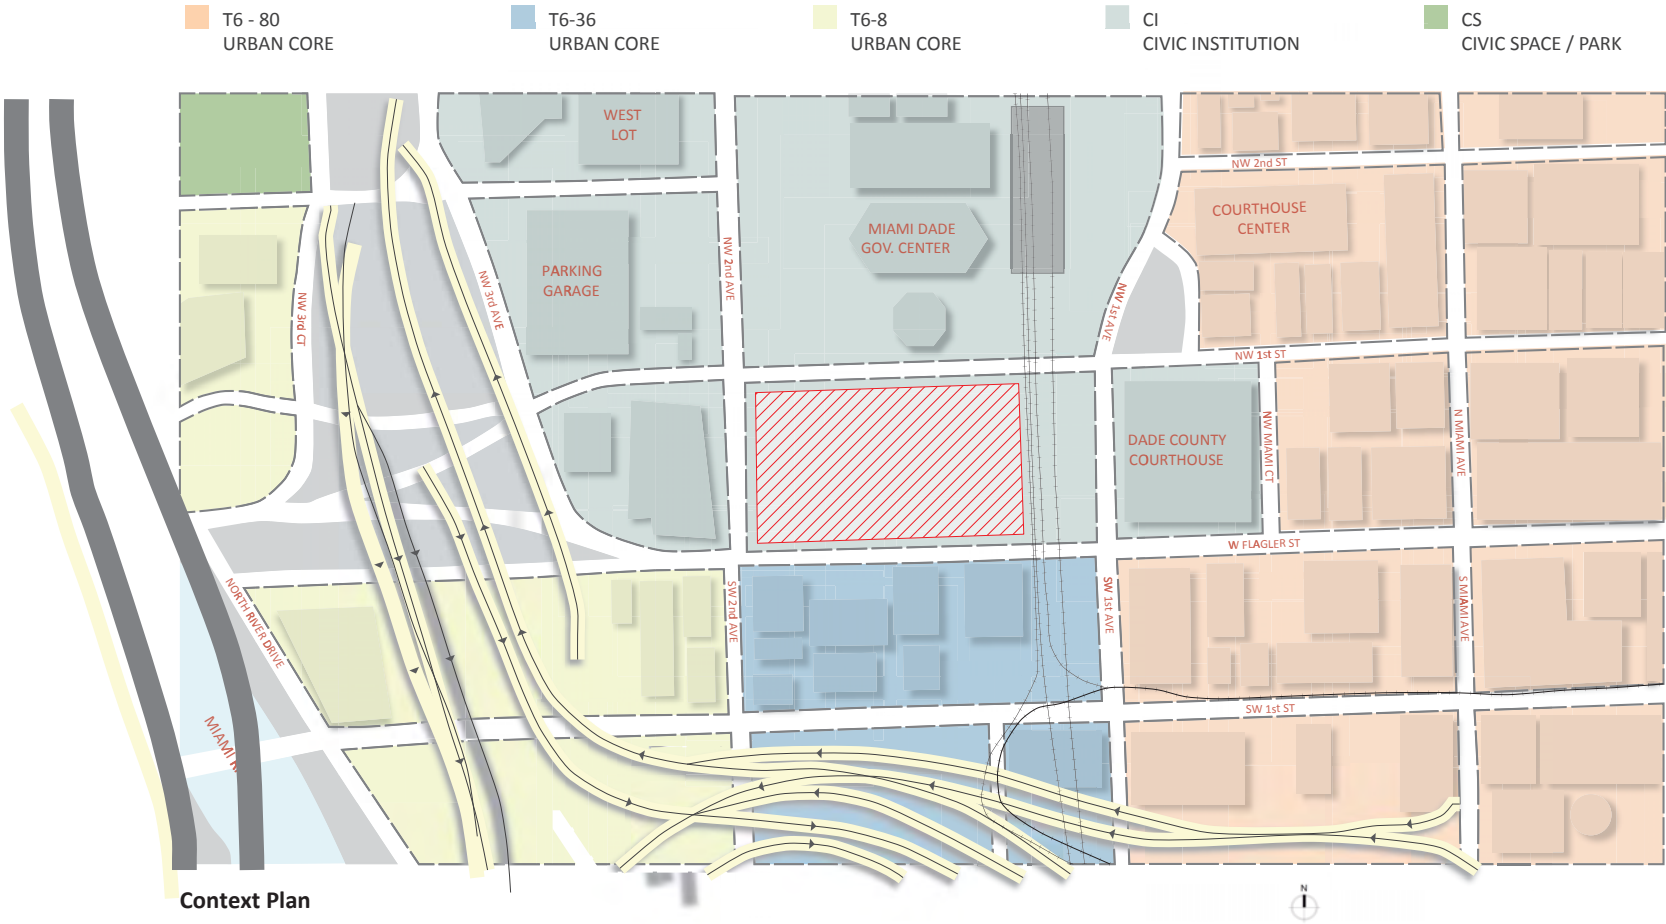 T6 - 80
URBAN CORE
T6-36
URBAN CORE
T6-8
URBAN CORE
CI
CIVIC INSTITUTION
CS
CIVIC SPACE / PARK
WEST
LOT
NW 2nd ST
COURTHOUSE
CENTER
MIAMI DADE
GOV. CENTER
PARKING
GARAGE
NW 2nd AVE
NW 3rd AVE
NW 3rd CT
NW 1st AVE
NW 1st ST
DADE COUNTY
COURTHOUSE
NW MIAMI CT
N MIAMI AVE
W FLAGLER ST
NORTH RIVER DRIVE
SW 2nd AVE
SW 1st AVE
S MIAMI AVE
SW 1st ST
MIAMI
Context Plan
N